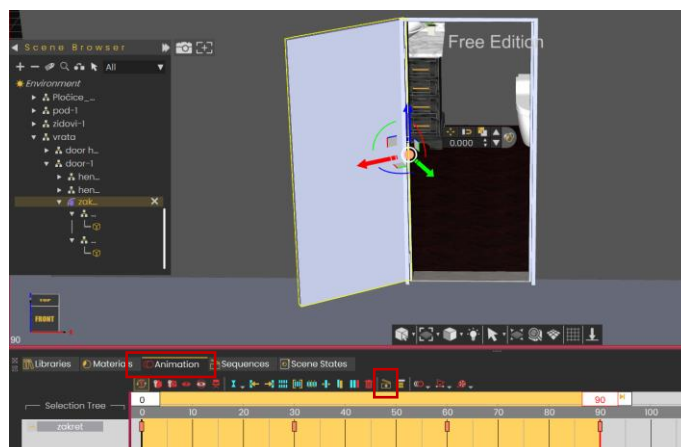 Scene Browser
All
Free Edition
Environment
Pločice_...
pod-1
zidovi-1
vrata
door h...
door-1
hen...
hen...
zak...
...
...
0.000
FRONT
90
Libraries
Materials
Animation
Sequences
Scene States
Selection Tree
0
90
0 10 20 30 40 50 60 70 80 90 100
zakret